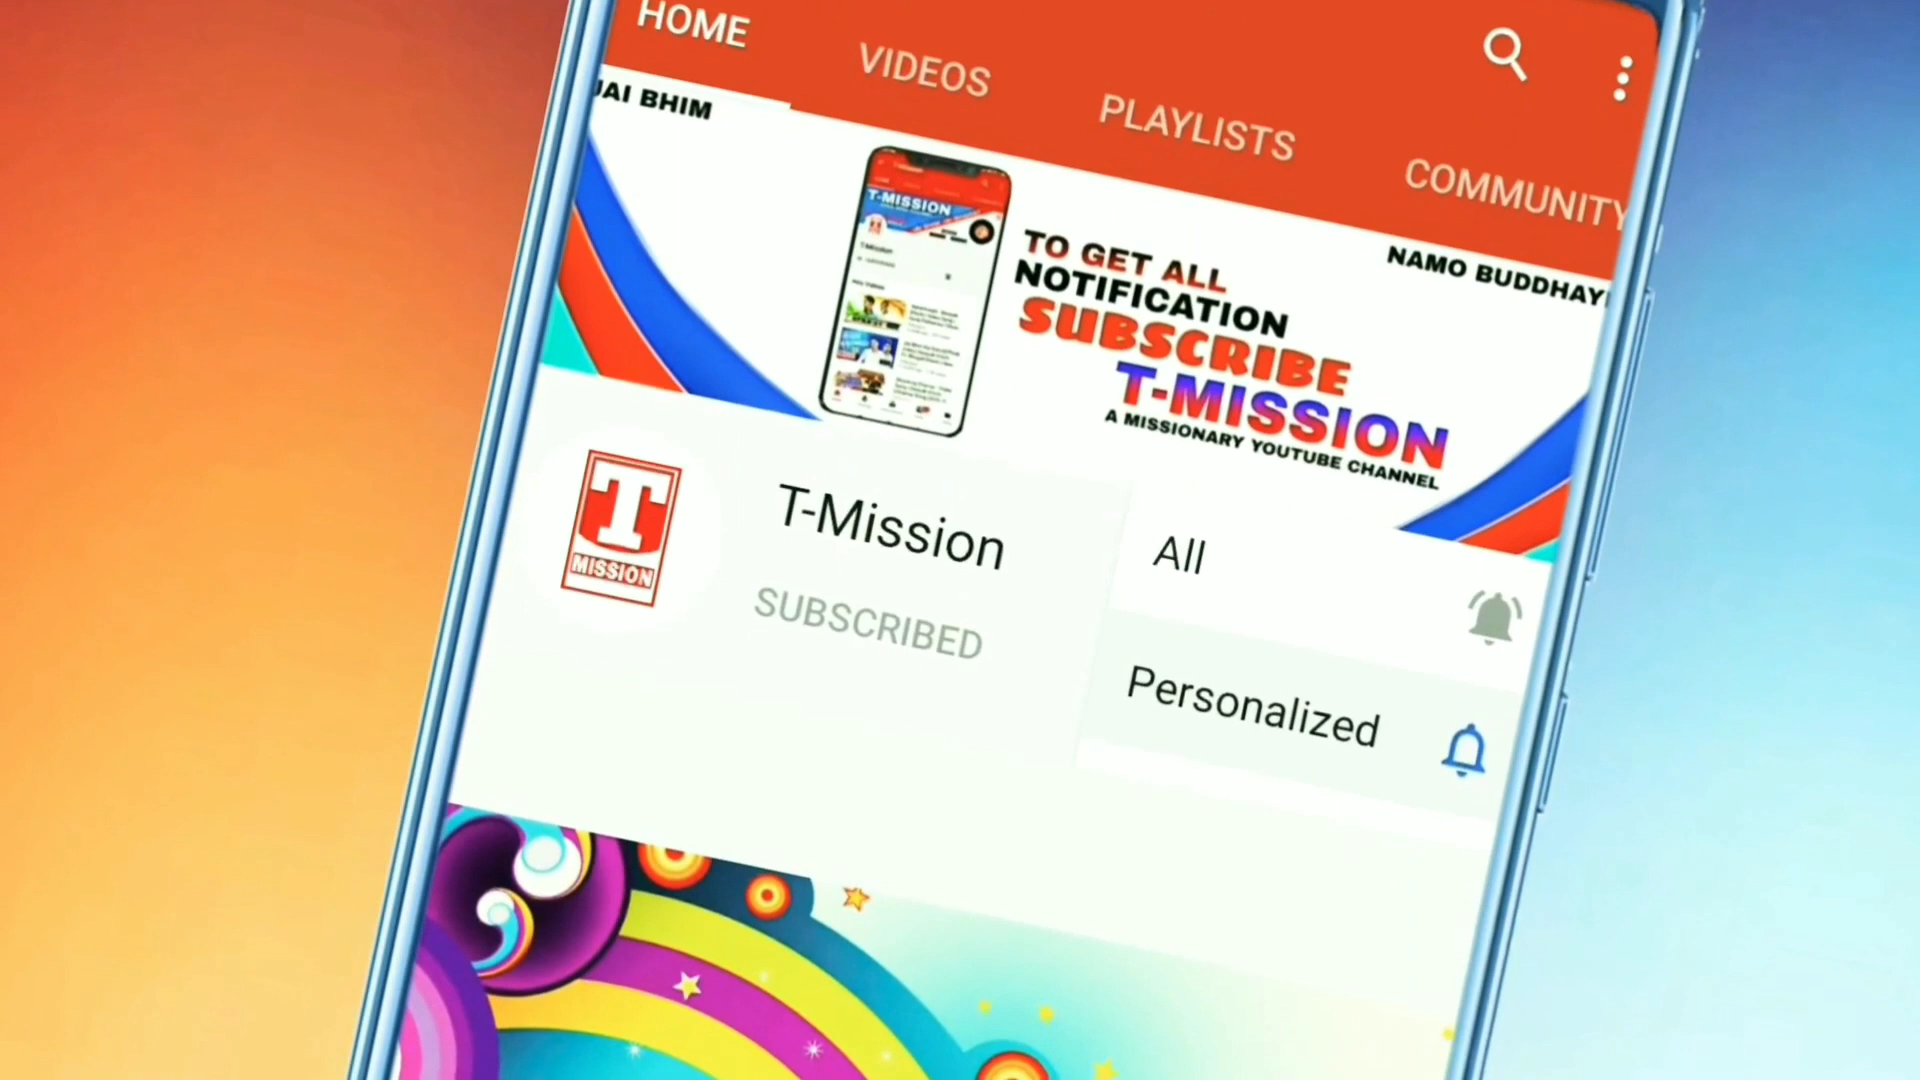 HOME
VIDEOS
PLAYLISTS
COMMUNITY
JAI BHIM
NAMO BUDDHAY
T-MISSION
TO GET ALL
NOTIFICATION
SUBSCRIBE
T-MISSION
A MISSIONARY YOUTUBE CHANNEL
T
MISSION
T-Mission
SUBSCRIBED
All
Personalized